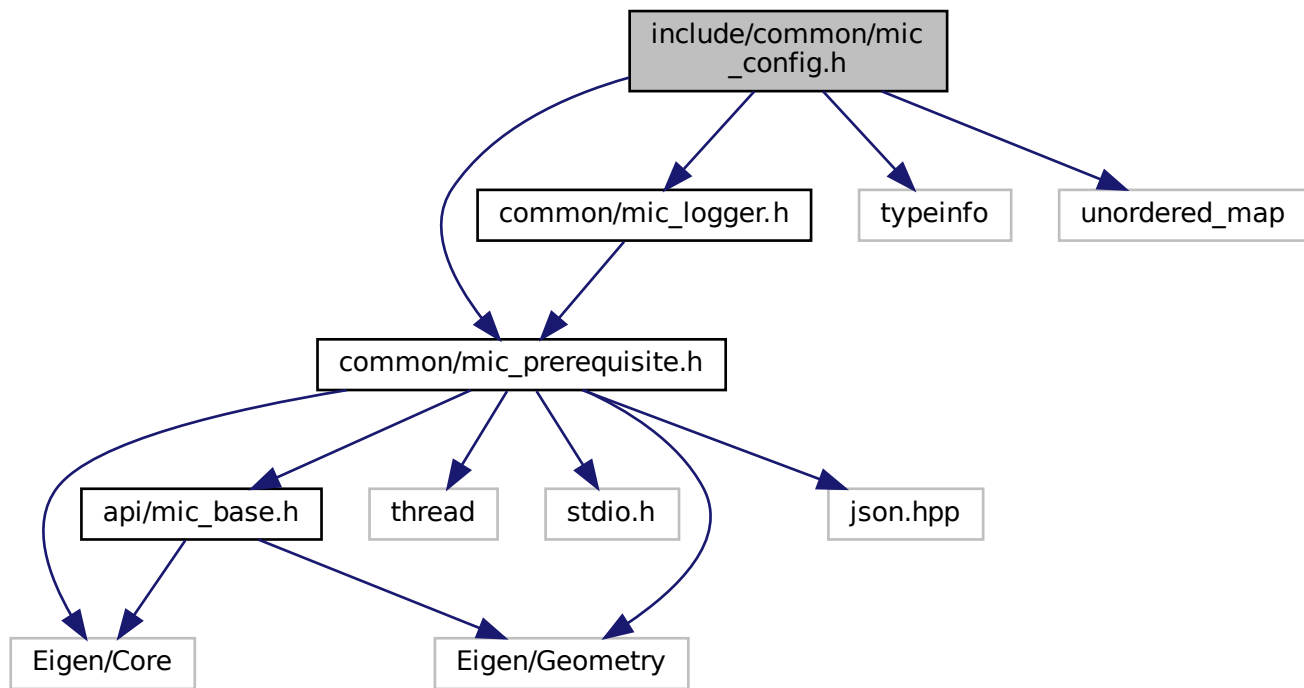 include/common/mic
_config.h
common/mic_logger.h
typeinfo
unordered_map
common/mic_prerequisite.h
api/mic_base.h
thread
stdio.h
json.hpp
Eigen/Core
Eigen/Geometry